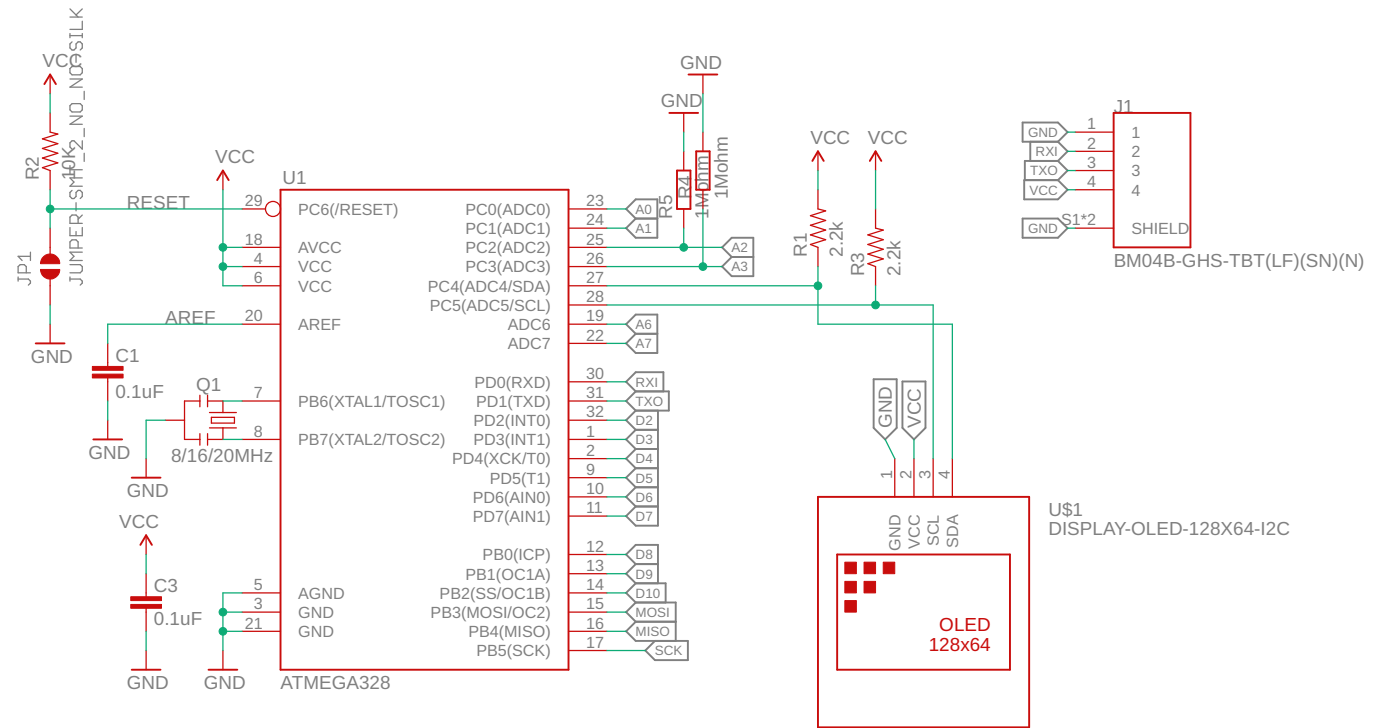 VCC
JUMPER-SMT_2_NO_NO-SILK
R2
10K
JP1
GND
RESET
AREF
C1
0.1uF
GND
Q1
8/16/20MHz
GND
VCC
C3
0.1uF
GND
VCC
GND
U1
29 PC6(/RESET)
18 AVCC
4 VCC
6 VCC
20 AREF
7 PB6(XTAL1/TOSC1)
8 PB7(XTAL2/TOSC2)
5 AGND
3 GND
21 GND
PC0(ADC0) 23 A0
PC1(ADC1) 24 A1
PC2(ADC2) 25 A2
PC3(ADC3) 26 A3
PC4(ADC4/SDA) 27
PC5(ADC5/SCL) 28
ADC6 19 A6
ADC7 22 A7
PD0(RXD) 30 RXI
PD1(TXD) 31 TXO
PD2(INT0) 32 D2
PD3(INT1) 1 D3
PD4(XCK/T0) 2 D4
PD5(T1) 9 D5
PD6(AIN0) 10 D6
PD7(AIN1) 11 D7
PB0(ICP) 12 D8
PB1(OC1A) 13 D9
PB2(SS/OC1B) 14 D10
PB3(MOSI/OC2) 15 MOSI
PB4(MISO) 16 MISO
PB5(SCK) 17 SCK
ATMEGA328
GND
GND
R5
R4
1Mohm
1Mohm
VCC
VCC
R1
2.2k
R3
2.2k
GND
VCC
1
2
3
4
GND
VCC
SCL
SDA
OLED
128x64
U$1
DISPLAY-OLED-128X64-I2C
J1
GND 1 1
RXI 2 2
TXO 3 3
VCC 4 4
GND S1*2 SHIELD
BM04B-GHS-TBT(LF)(SN)(N)